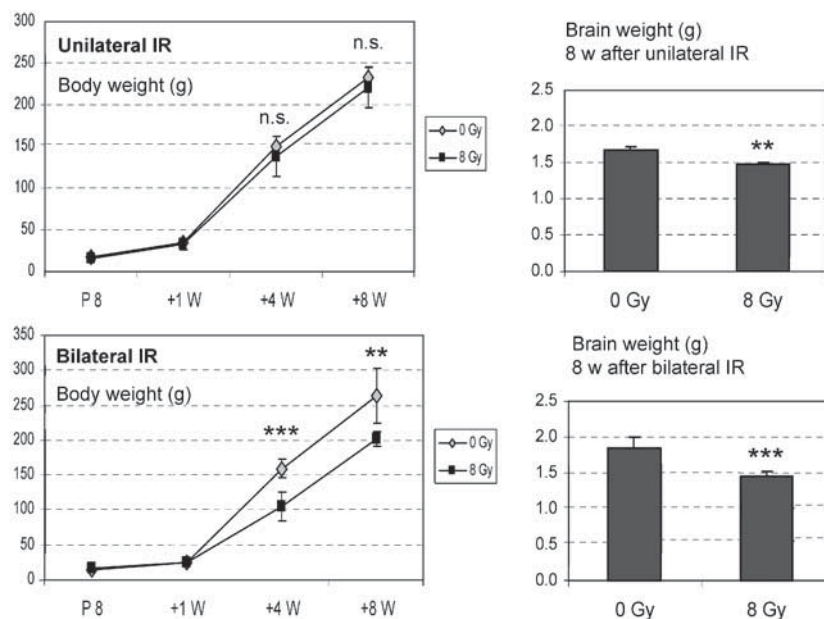 Unilateral IR
Body weight (g)
300
250
200
150
100
50
0
n.s.
n.s.
0 Gy
8 Gy
P 8 +1 W +4 W +8 W
Brain weight (g)
8 w after unilateral IR
2.5
2.0
1.5
1.0
0.5
0.0
**
0 Gy 8 Gy
Bilateral IR
Body weight (g)
350
300
250
200
150
100
50
0
***
**
0 Gy
8 Gy
P 8 +1 W +4 W +8 W
Brain weight (g)
8 w after bilateral IR
2.5
2.0
1.5
1.0
0.5
0.0
***
0 Gy 8 Gy